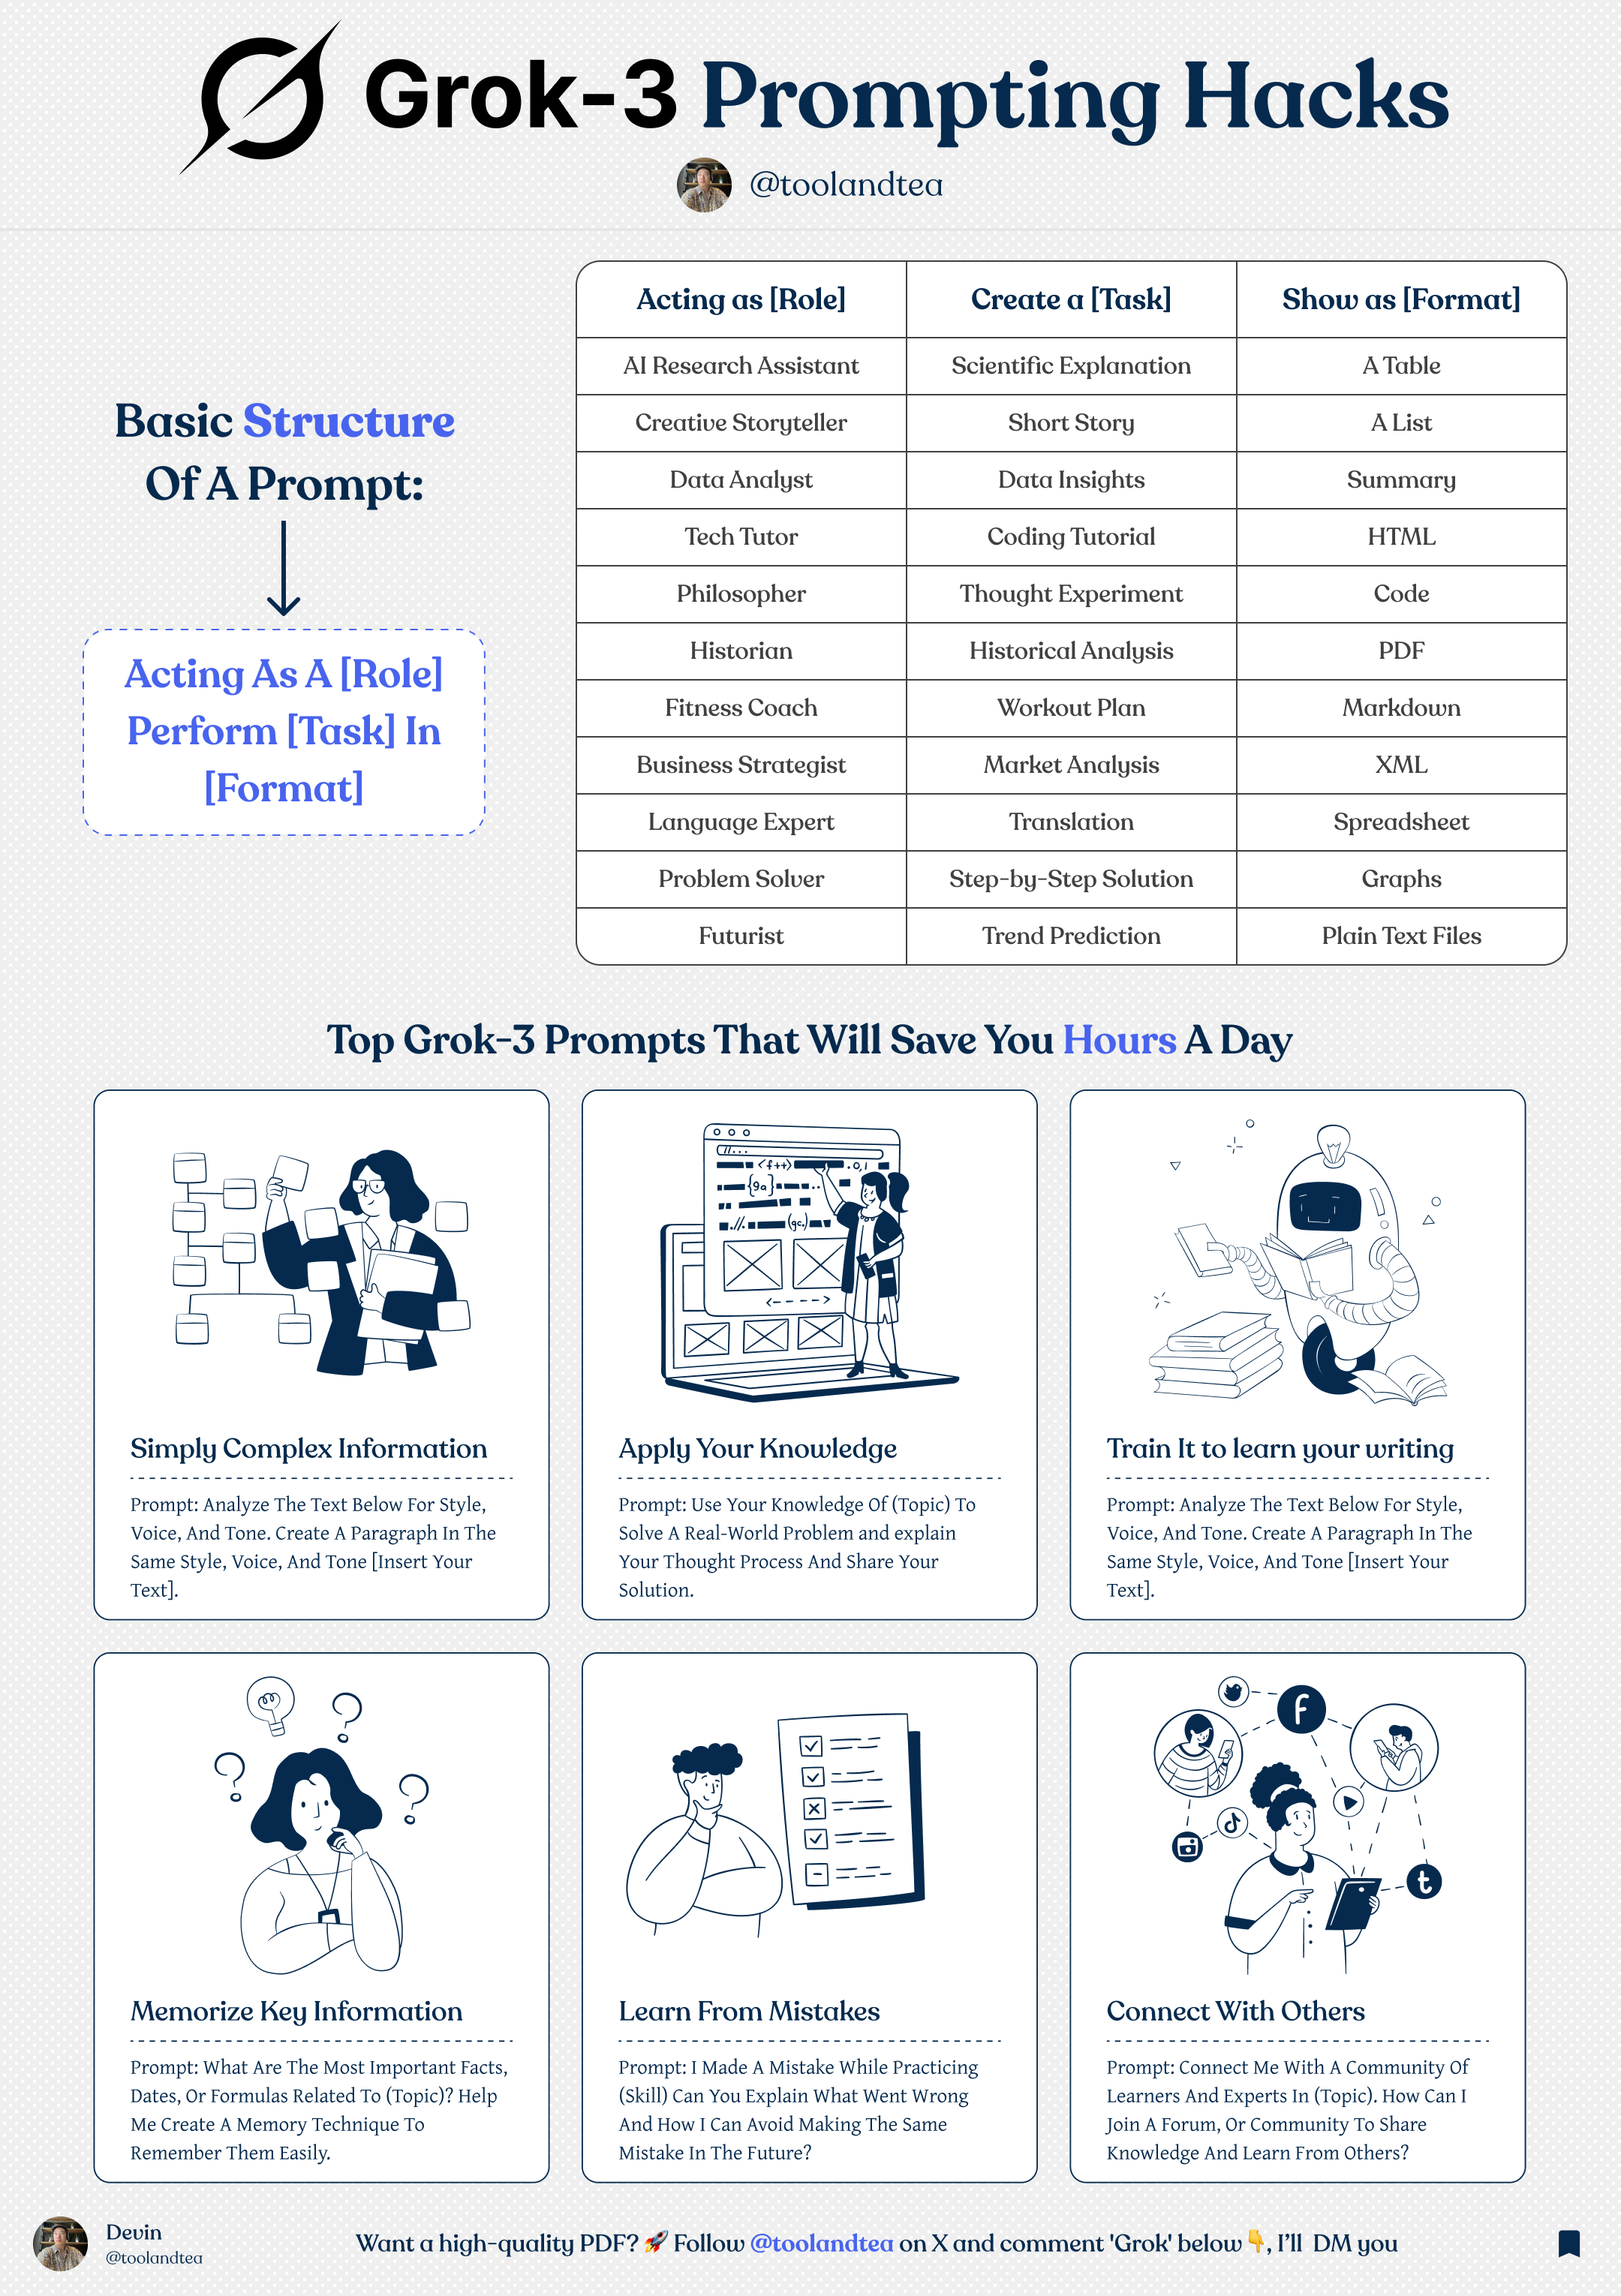 Grok-3 Prompting Hacks
@toolandtea
Basic Structure
Of A Prompt:
Acting As A [Role]
Perform [Task] In
[Format]
Acting as [Role] Create a [Task] Show as [Format]
AI Research Assistant Scientific Explanation A Table
Creative Storyteller Short Story A List
Data Analyst Data Insights Summary
Tech Tutor Coding Tutorial HTML
Philosopher Thought Experiment Code
Historian Historical Analysis PDF
Fitness Coach Workout Plan Markdown
Business Strategist Market Analysis XML
Language Expert Translation Spreadsheet
Problem Solver Step-by-Step Solution Graphs
Futurist Trend Prediction Plain Text Files
Top Grok-3 Prompts That Will Save You Hours A Day
Simply Complex Information
Prompt: Analyze The Text Below For Style,
Voice, And Tone. Create A Paragraph In The
Same Style, Voice, And Tone [Insert Your
Text].
<f++>
{ga}
(gc,)
Apply Your Knowledge
Prompt: Use Your Knowledge Of (Topic) To
Solve A Real-World Problem and explain
Your Thought Process And Share Your
Solution.
Train It to learn your writing
Prompt: Analyze The Text Below For Style,
Voice, And Tone. Create A Paragraph In The
Same Style, Voice, And Tone [Insert Your
Text].
Memorize Key Information
Prompt: What Are The Most Important Facts,
Dates, Or Formulas Related To (Topic)? Help
Me Create A Memory Technique To
Remember Them Easily.
Learn From Mistakes
Prompt: I Made A Mistake While Practicing
(Skill) Can You Explain What Went Wrong
And How I Can Avoid Making The Same
Mistake In The Future?
f
t
Connect With Others
Prompt: Connect Me With A Community Of
Learners And Experts In (Topic). How Can I
Join A Forum, Or Community To Share
Knowledge And Learn From Others?
Devin
@toolandtea
Want a high-quality PDF? 🚀 Follow @toolandtea on X and comment 'Grok' below👇, I'll DM you